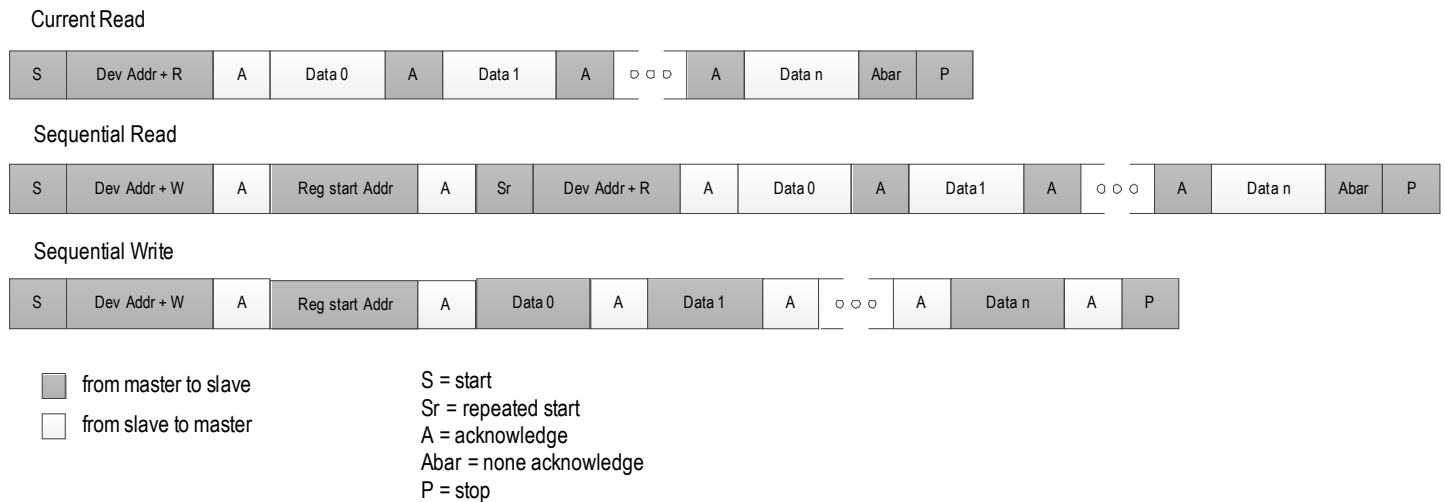 Current Read
S Dev Addr + R A Data 0 A Data 1 A A Data n Abar P
Sequential Read
S Dev Addr + W A Reg start Addr A Sr Dev Addr + R A Data 0 A Data1 A A Data n Abar P
Sequential Write
S Dev Addr + W A Reg start Addr A Data 0 A Data 1 A A Data n A P
from master to slave
from slave to master
S = start
Sr = repeated start
A = acknowledge
Abar = none acknowledge
P = stop